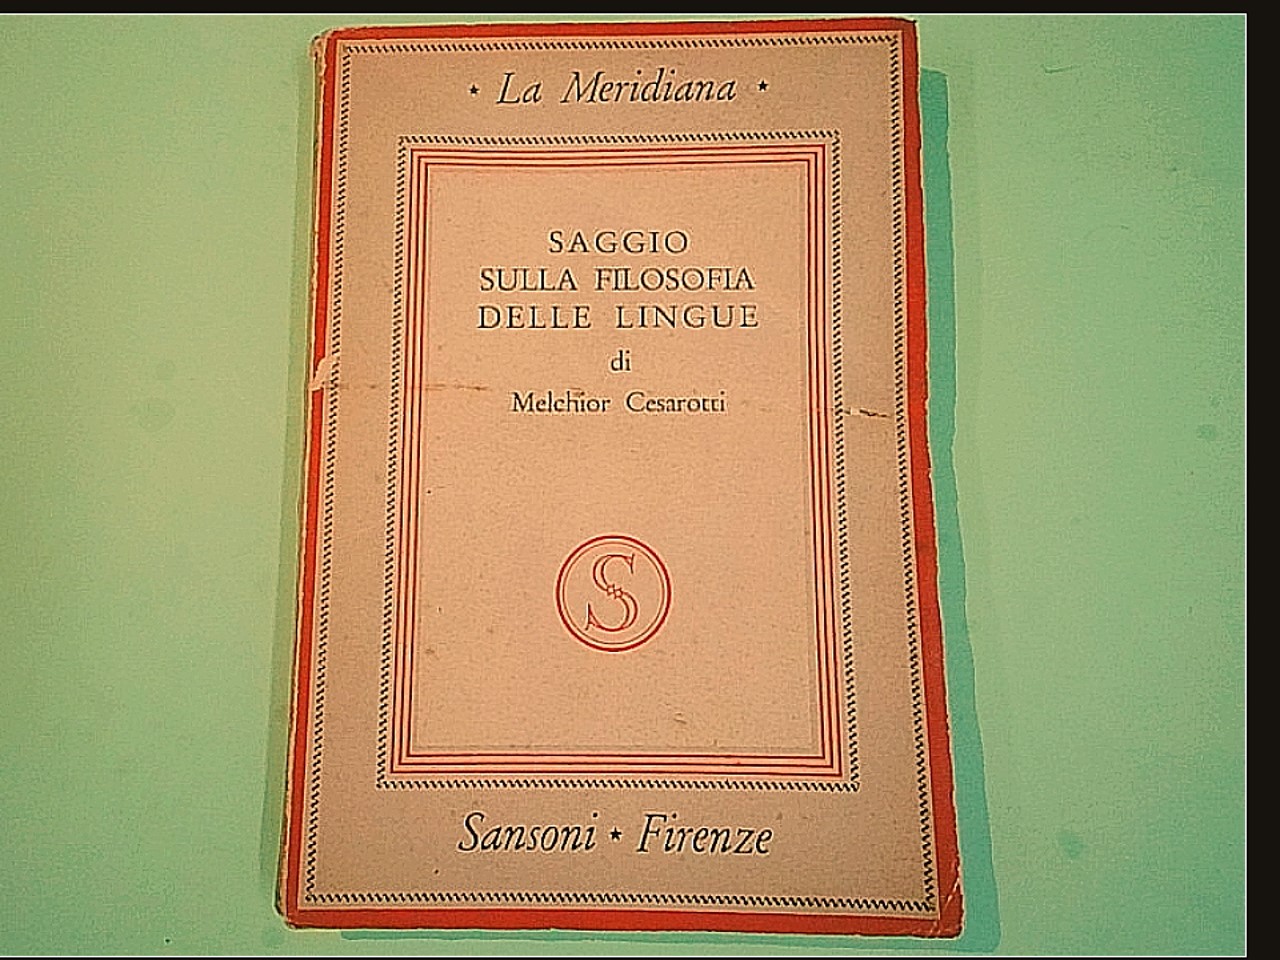 ★ La Meridiana ★
SAGGIO
SULLA FILOSOFIA
DELLE LINGUE
di
Melchior Cesarotti
S
Sansoni ★ Firenze